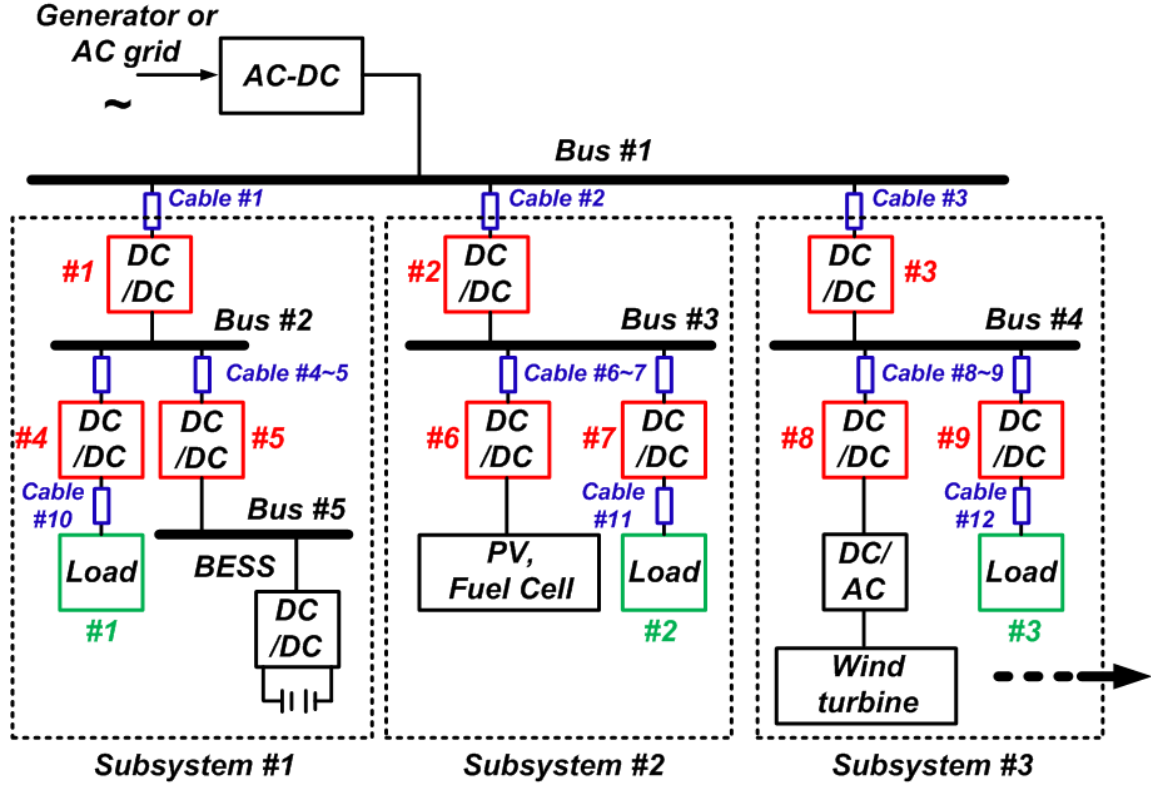 Generator or
AC grid
~
AC-DC
Bus #1
Cable #1
Cable #2
Cable #3
#1
DC
/DC
#2
DC
/DC
DC
/DC
#3
Bus #2
Bus #3
Bus #4
Cable #4~5
Cable #6~7
Cable #8~9
#4
DC
/DC
DC
/DC
#5
#6
DC
/DC
#7
DC
/DC
#8
DC
/DC
#9
DC
/DC
Cable
#10
Bus #5
Cable
#11
Cable
#12
Load
#1
BESS
DC
/DC
PV,
Fuel Cell
Load
#2
DC/
AC
Load
#3
Wind
turbine
Subsystem #1
Subsystem #2
Subsystem #3